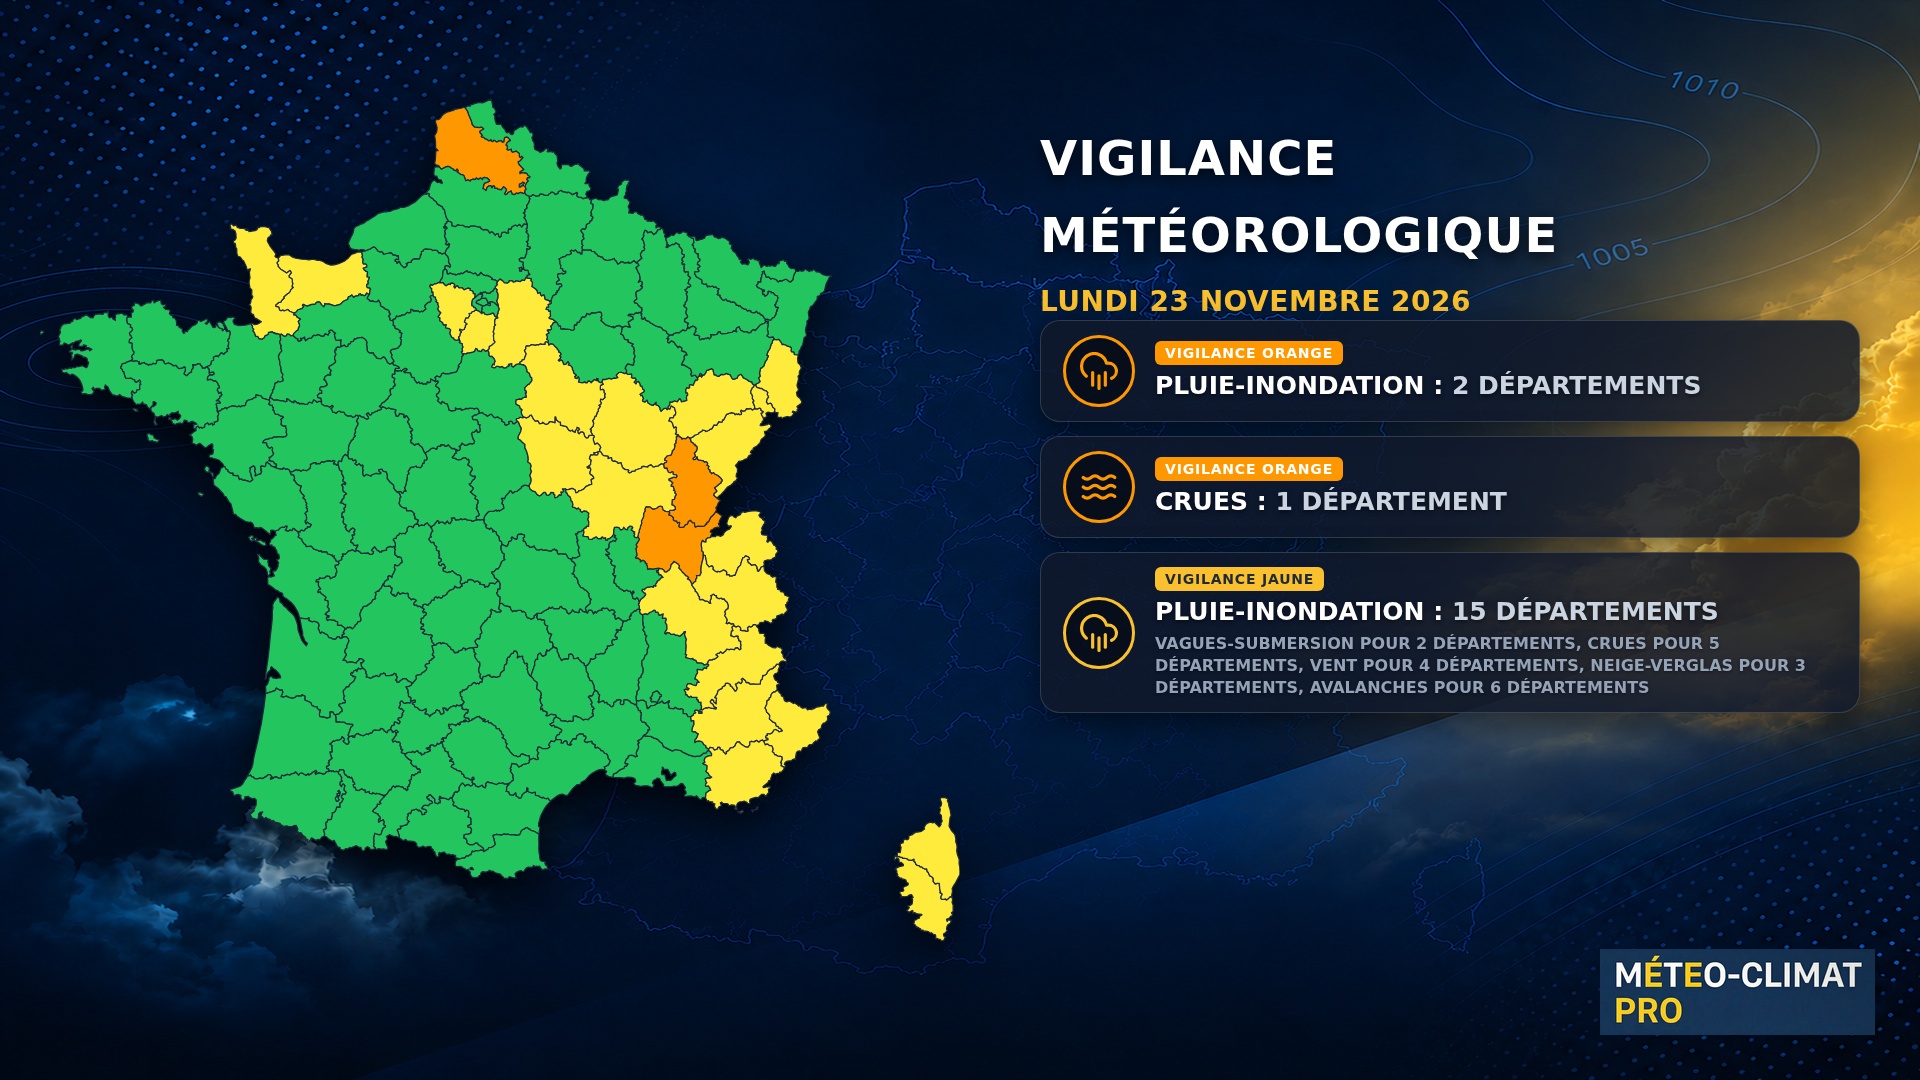 1010
1005
VIGILANCE
MÉTÉOROLOGIQUE
LUNDI 23 NOVEMBRE 2026
VIGILANCE ORANGE
PLUIE-INONDATION : 2 DÉPARTEMENTS
VIGILANCE ORANGE
CRUES : 1 DÉPARTEMENT
VIGILANCE JAUNE
PLUIE-INONDATION : 15 DÉPARTEMENTS
VAGUES-SUBMERSION POUR 2 DÉPARTEMENTS, CRUES POUR 5
DÉPARTEMENTS, VENT POUR 4 DÉPARTEMENTS, NEIGE-VERGLAS POUR 3
DÉPARTEMENTS, AVALANCHES POUR 6 DÉPARTEMENTS
MÉTEO-CLIMAT
PRO